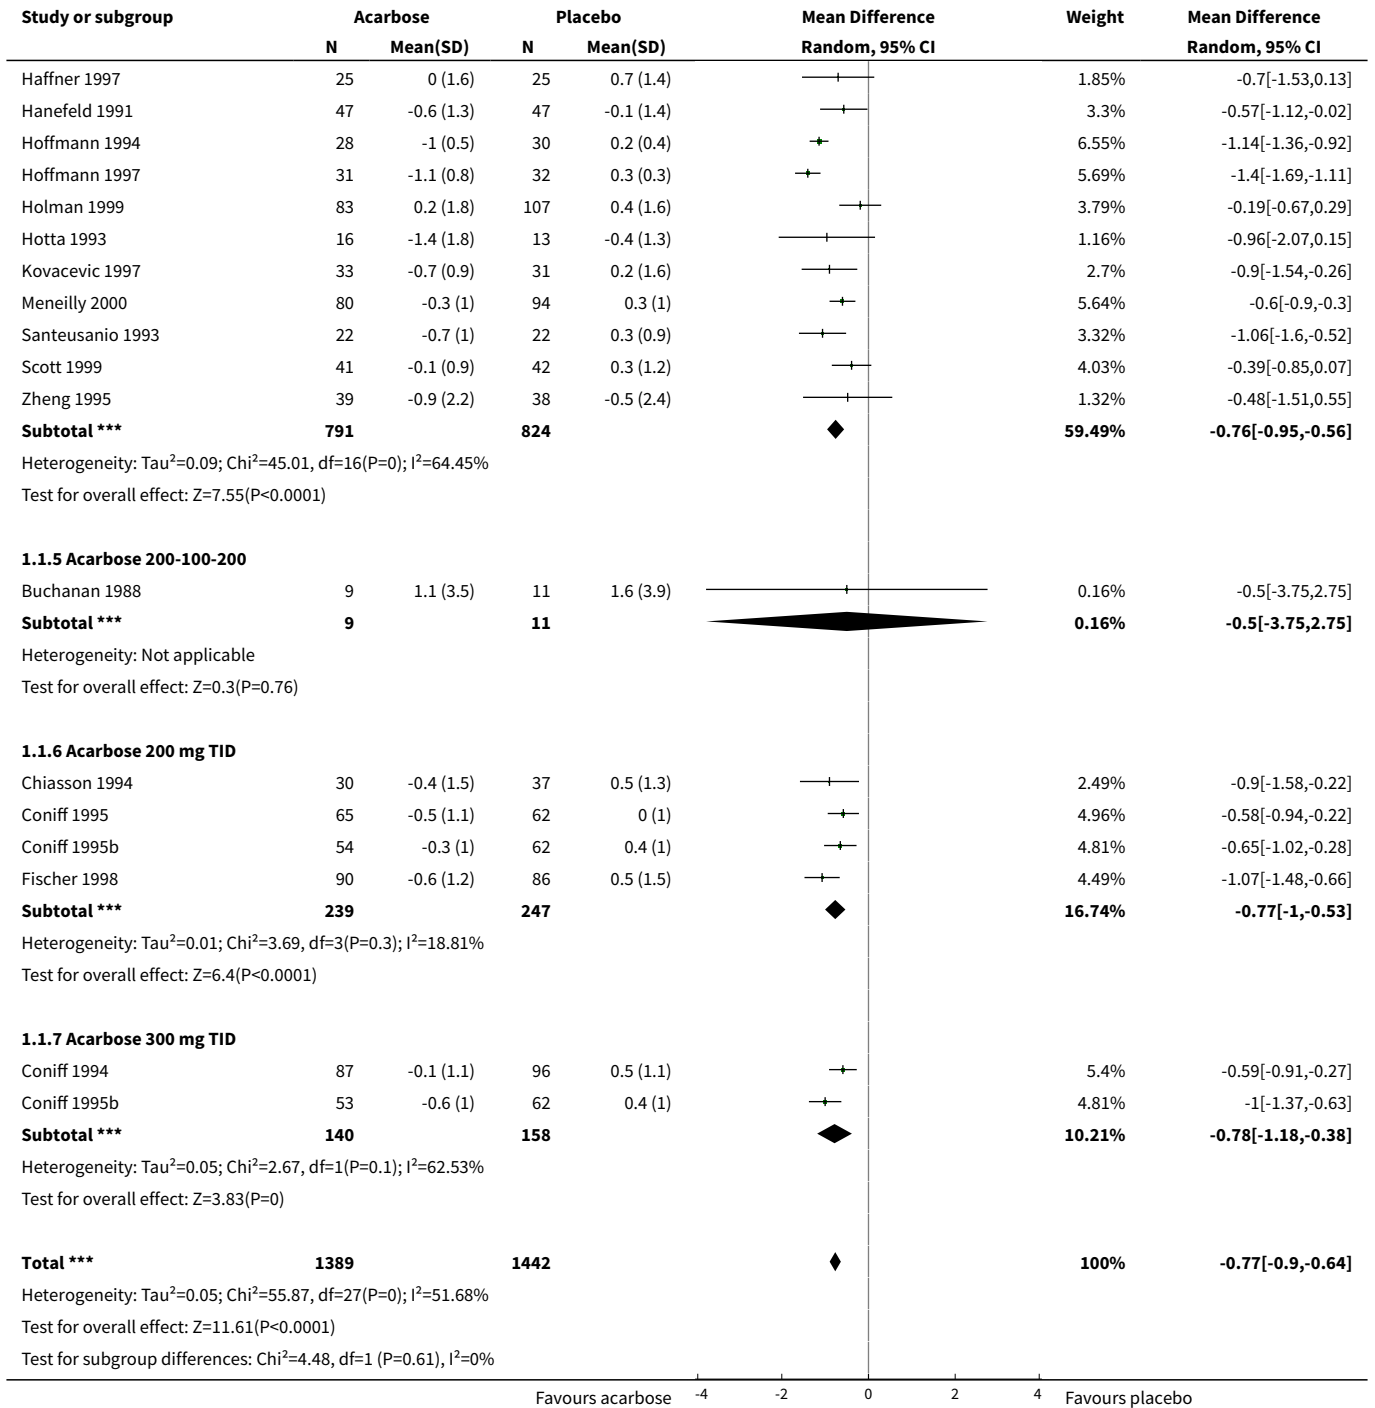 Study or subgroup Acarbose Placebo Mean Difference Weight Mean Difference
N Mean(SD) N Mean(SD) Random, 95% CI Random, 95% CI
Haffner 1997 25 0 (1.6) 25 0.7 (1.4) 1.85% -0.7[-1.53,0.13]
Hanefeld 1991 47 -0.6 (1.3) 47 -0.1 (1.4) 3.3% -0.57[-1.12,-0.02]
Hoffmann 1994 28 -1 (0.5) 30 0.2 (0.4) 6.55% -1.14[-1.36,-0.92]
Hoffmann 1997 31 -1.1 (0.8) 32 0.3 (0.3) 5.69% -1.4[-1.69,-1.11]
Holman 1999 83 0.2 (1.8) 107 0.4 (1.6) 3.79% -0.19[-0.67,0.29]
Hotta 1993 16 -1.4 (1.8) 13 -0.4 (1.3) 1.16% -0.96[-2.07,0.15]
Kovacevic 1997 33 -0.7 (0.9) 31 0.2 (1.6) 2.7% -0.9[-1.54,-0.26]
Meneilly 2000 80 -0.3 (1) 94 0.3 (1) 5.64% -0.6[-0.9,-0.3]
Santeusanio 1993 22 -0.7 (1) 22 0.3 (0.9) 3.32% -1.06[-1.6,-0.52]
Scott 1999 41 -0.1 (0.9) 42 0.3 (1.2) 4.03% -0.39[-0.85,0.07]
Zheng 1995 39 -0.9 (2.2) 38 -0.5 (2.4) 1.32% -0.48[-1.51,0.55]
Subtotal *** 791 824 59.49% -0.76[-0.95,-0.56]
Heterogeneity: Tau²=0.09; Chi²=45.01, df=16(P=0); I²=64.45%
Test for overall effect: Z=7.55(P<0.0001)
1.1.5 Acarbose 200-100-200
Buchanan 1988 9 1.1 (3.5) 11 1.6 (3.9) 0.16% -0.5[-3.75,2.75]
Subtotal *** 9 11 0.16% -0.5[-3.75,2.75]
Heterogeneity: Not applicable
Test for overall effect: Z=0.3(P=0.76)
1.1.6 Acarbose 200 mg TID
Chiasson 1994 30 -0.4 (1.5) 37 0.5 (1.3) 2.49% -0.9[-1.58,-0.22]
Coniff 1995 65 -0.5 (1.1) 62 0 (1) 4.96% -0.58[-0.94,-0.22]
Coniff 1995b 54 -0.3 (1) 62 0.4 (1) 4.81% -0.65[-1.02,-0.28]
Fischer 1998 90 -0.6 (1.2) 86 0.5 (1.5) 4.49% -1.07[-1.48,-0.66]
Subtotal *** 239 247 16.74% -0.77[-1,-0.53]
Heterogeneity: Tau²=0.01; Chi²=3.69, df=3(P=0.3); I²=18.81%
Test for overall effect: Z=6.4(P<0.0001)
1.1.7 Acarbose 300 mg TID
Coniff 1994 87 -0.1 (1.1) 96 0.5 (1.1) 5.4% -0.59[-0.91,-0.27]
Coniff 1995b 53 -0.6 (1) 62 0.4 (1) 4.81% -1[-1.37,-0.63]
Subtotal *** 140 158 10.21% -0.78[-1.18,-0.38]
Heterogeneity: Tau²=0.05; Chi²=2.67, df=1(P=0.1); I²=62.53%
Test for overall effect: Z=3.83(P=0)
Total *** 1389 1442 100% -0.77[-0.9,-0.64]
Heterogeneity: Tau²=0.05; Chi²=55.87, df=27(P=0); I²=51.68%
Test for overall effect: Z=11.61(P<0.0001)
Test for subgroup differences: Chi²=4.48, df=1 (P=0.61), I²=0%
Favours acarbose -4 -2 0 2 4 Favours placebo